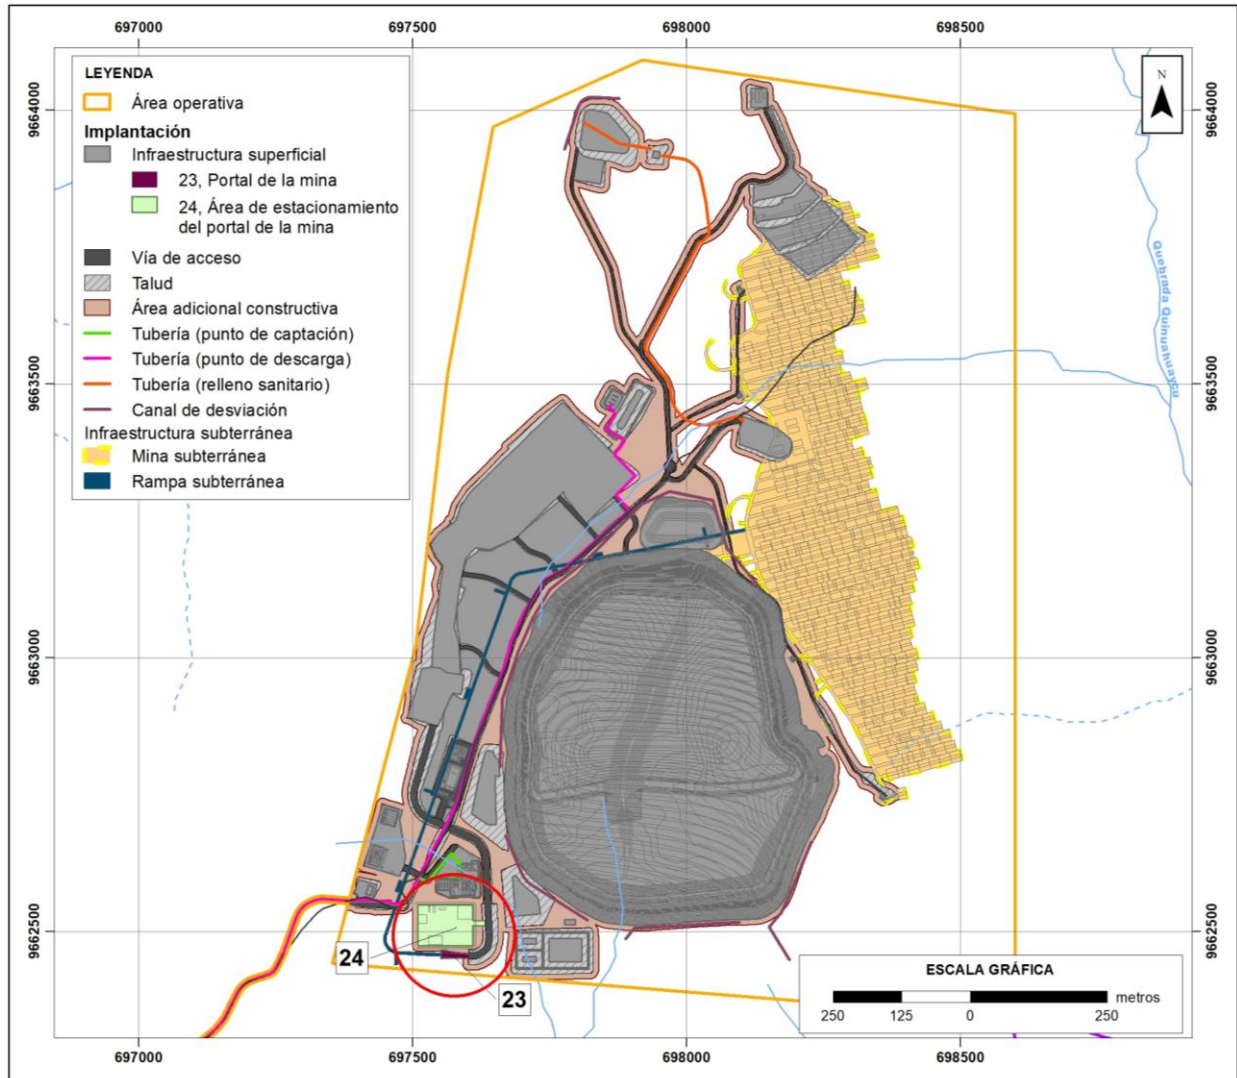 697000
697500
698000
698500
LEYENDA
Área operativa
Implantación
Infraestructura superficial
23, Portal de la mina
24, Área de estacionamiento
del portal de la mina
Vía de acceso
Talud
Área adicional constructiva
Tubería (punto de captación)
Tubería (punto de descarga)
Tubería (relleno sanitario)
Canal de desviación
Infraestructura subterránea
Mina subterránea
Rampa subterránea
N
9664000
9664000
Quebrada Quinuahuaycu
9663500
9663500
9663000
9663000
9662500
9662500
24
23
ESCALA GRÁFICA
metros
250
125
0
250
697000
697500
698000
698500